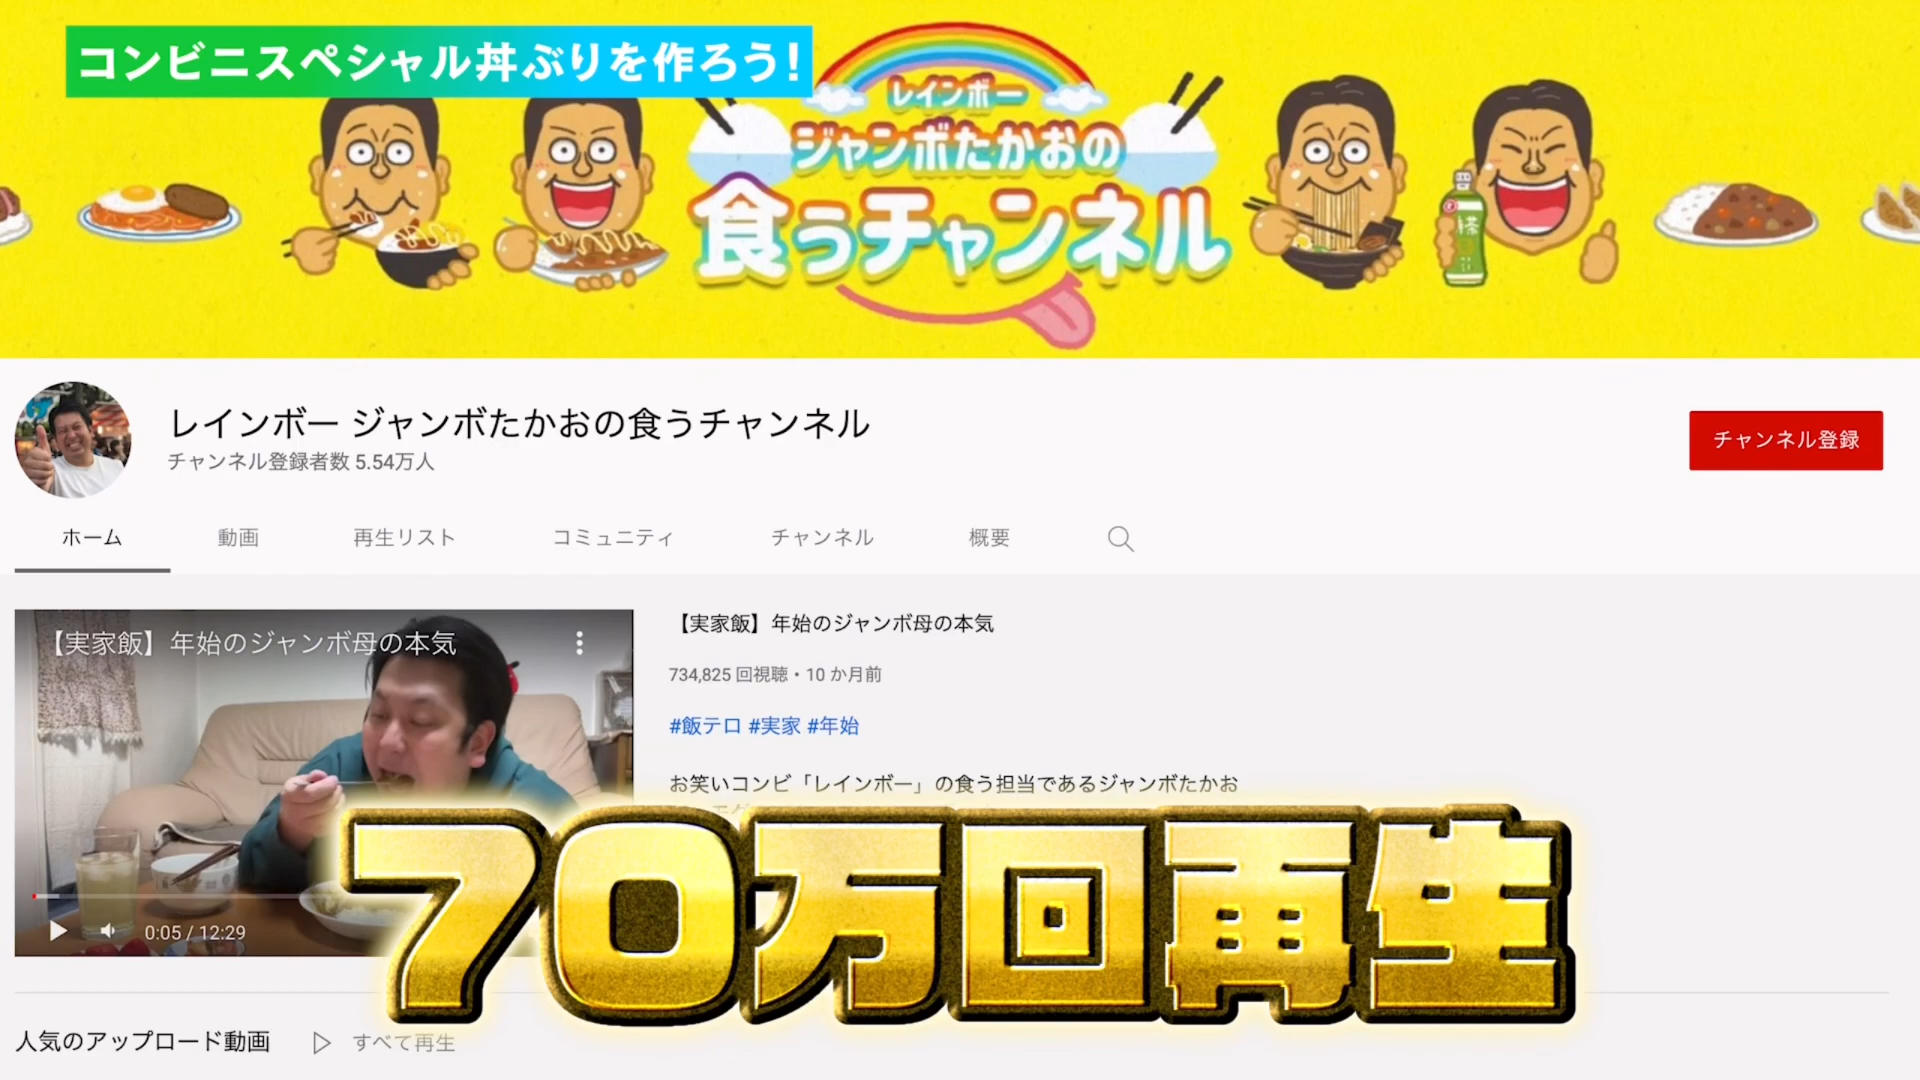 コンビニスペシャル丼ぶりを作ろう!
レインボー
ジャンボたかおの
食うチャンネル
茶
レインボー ジャンボたかおの食うチャンネル
チャンネル登録者数 5.54万人
チャンネル登録
ホーム 動画 再生リスト コミュニティ チャンネル 概要
【実家飯】年始のジャンボ母の本気
0:05 / 12:29
【実家飯】年始のジャンボ母の本気
734,825 回視聴・10 か月前
#飯テロ #実家 #年始
お笑いコンビ「レインボー」の食う担当であるジャンボたかお
70万回再生
人気のアップロード動画 すべて再生